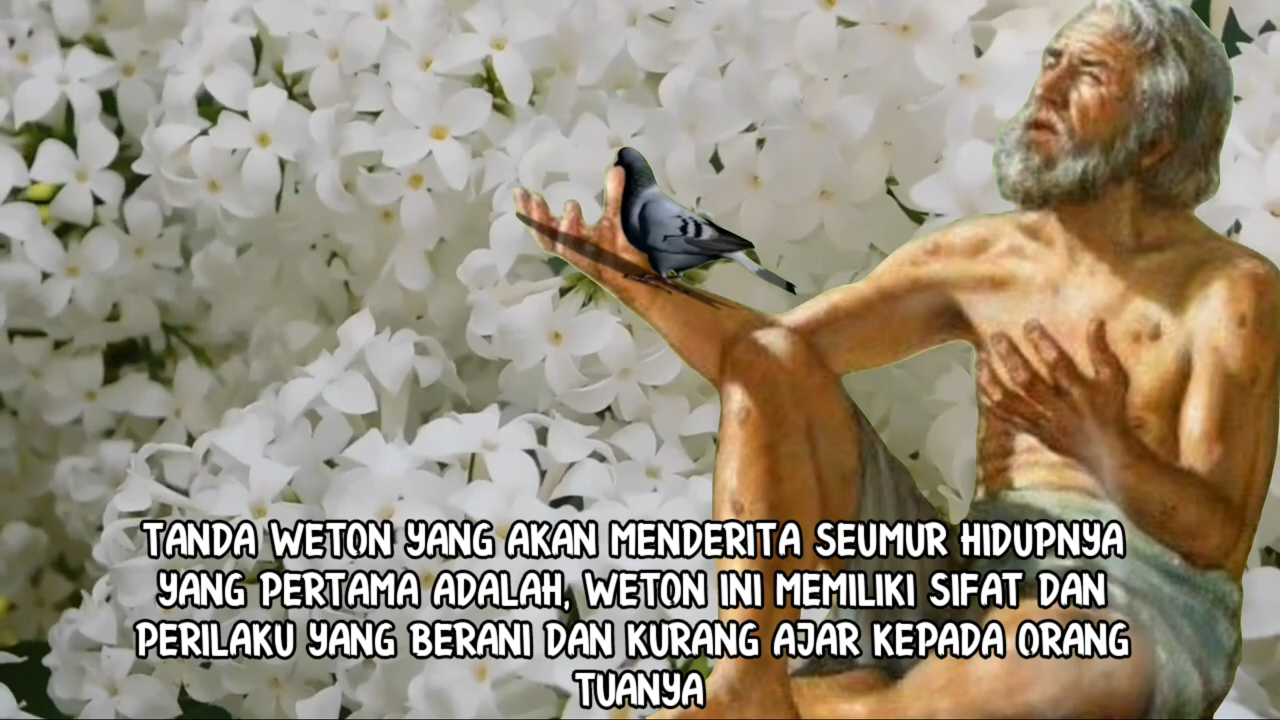 TANDA WETON YANG AKAN MENDERITA SEUMUR HIDUPNYA
YANG PERTAMA ADALAH, WETON INI MEMILIKI SIFAT DAN
PERILAKU YANG BERANI DAN KURANG AJAR KEPADA ORANG
TUANYA